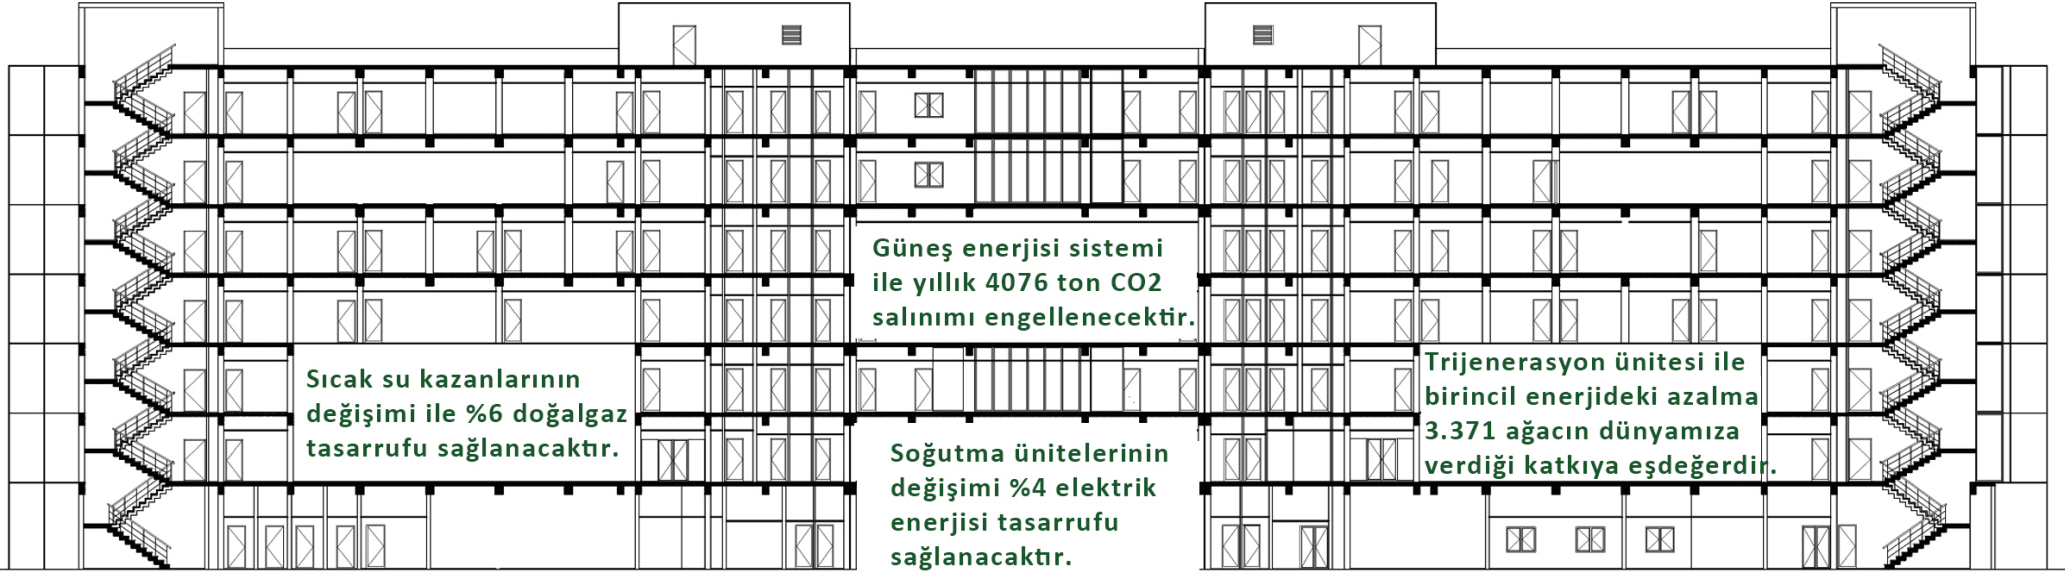 Güneş enerjisi sistemi
ile yıllık 4076 ton CO2
salınımı engellenecektir.
Sıcak su kazanlarının
değişimi ile %6 doğalgaz
tasarrufu sağlanacaktır.
Trijenerasyon ünitesi ile
birincil enerjideki azalma
3.371 ağacın dünyamıza
verdiği katkıya eşdeğerdir.
Soğutma ünitelerinin
değişimi %4 elektrik
enerjisi tasarrufu
sağlanacaktır.